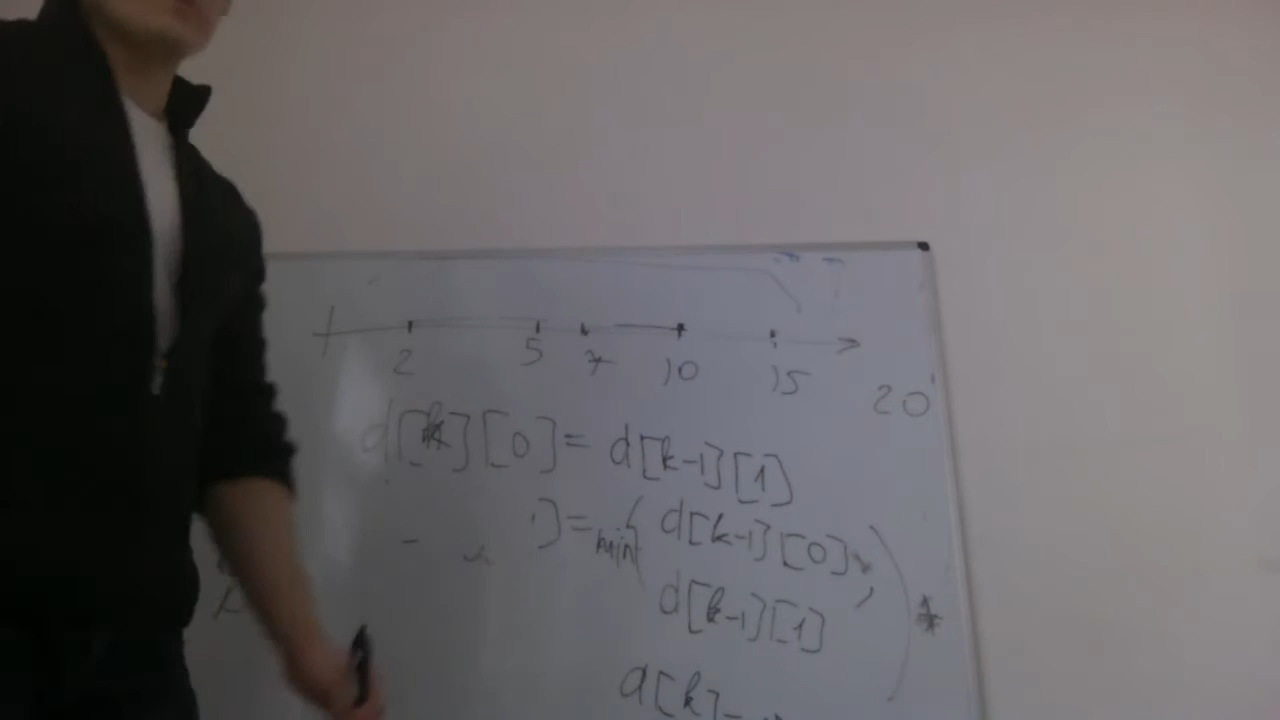 2 5 7 10 15
20
d[k][0] = d[k-1][1]
] = min( d[k-1][0],
d[k-1][1]
a[k]-